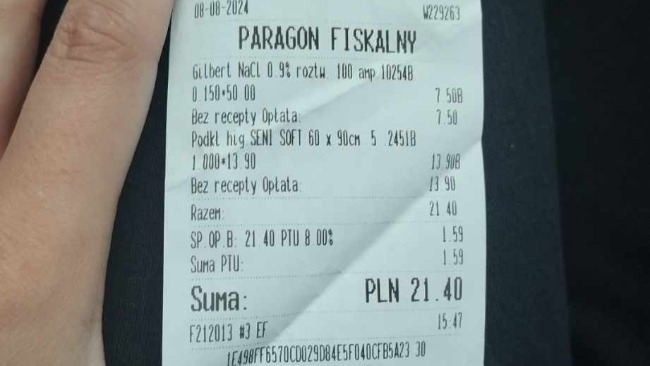 08-08-2024 W229263
PARAGON FISKALNY
Gilbert NaCl 0.9% roztw. 100 amp 10254B
0.150*50.00 7.50B
Bez recepty Opłata: 7.50
Podkł hig SENI SOFT 60 x 90cm 5 .2451B
1.000*13.90 13.90B
Bez recepty Opłata: 13.90
Razem: 21.40
SP.OP.B: 21.40 PTU 8.00% 1.59
Suma PTU: 1.59
Suma: PLN 21.40
F212013 #3 EF 15:47
1E498FF6570CD029D84E5F040CFB5A23 30